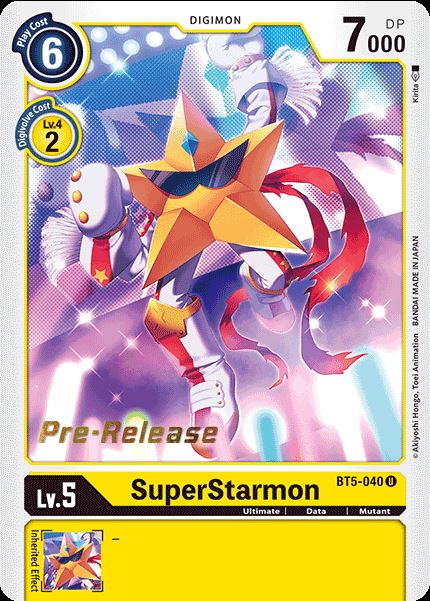 Play Cost
6
DIGIMON
DP
7000
Digivolve Cost
Lv.4
2
Kirita
©Akiyoshi Hongo, Toei Animation BANDAI MADE IN JAPAN
Pre-Release
Lv.5
SuperStarmon
BT5-040 U
Ultimate | Data | Mutant
Inherited Effect
–